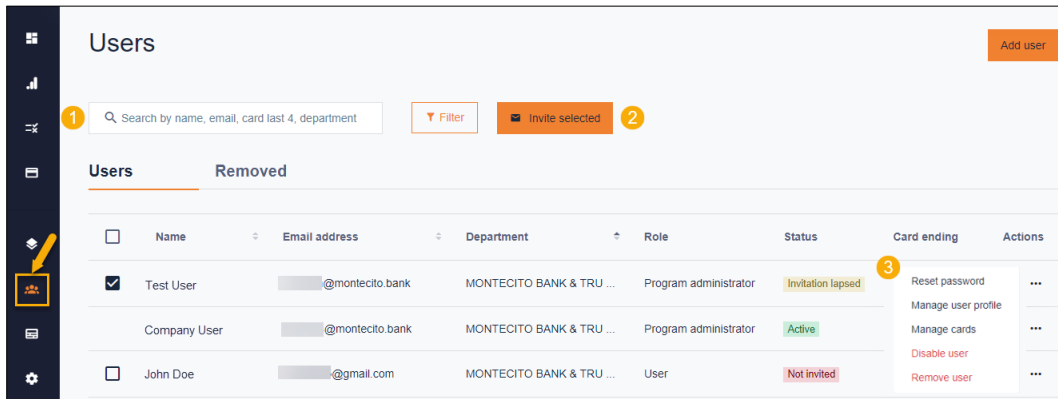 Users
Add user
1
Search by name, email, card last 4, department
Filter
Invite selected
2
Users
Removed
Name
Email address
Department
Role
Status
Card ending
Actions
3
Test User
@montecito.bank
MONTECITO BANK & TRU ...
Program administrator
Invitation lapsed
Reset password
...
Manage user profile
Company User
@montecito.bank
MONTECITO BANK & TRU ...
Program administrator
Active
Manage cards
...
Disable user
John Doe
@gmail.com
MONTECITO BANK & TRU ...
User
Not invited
Remove user
...